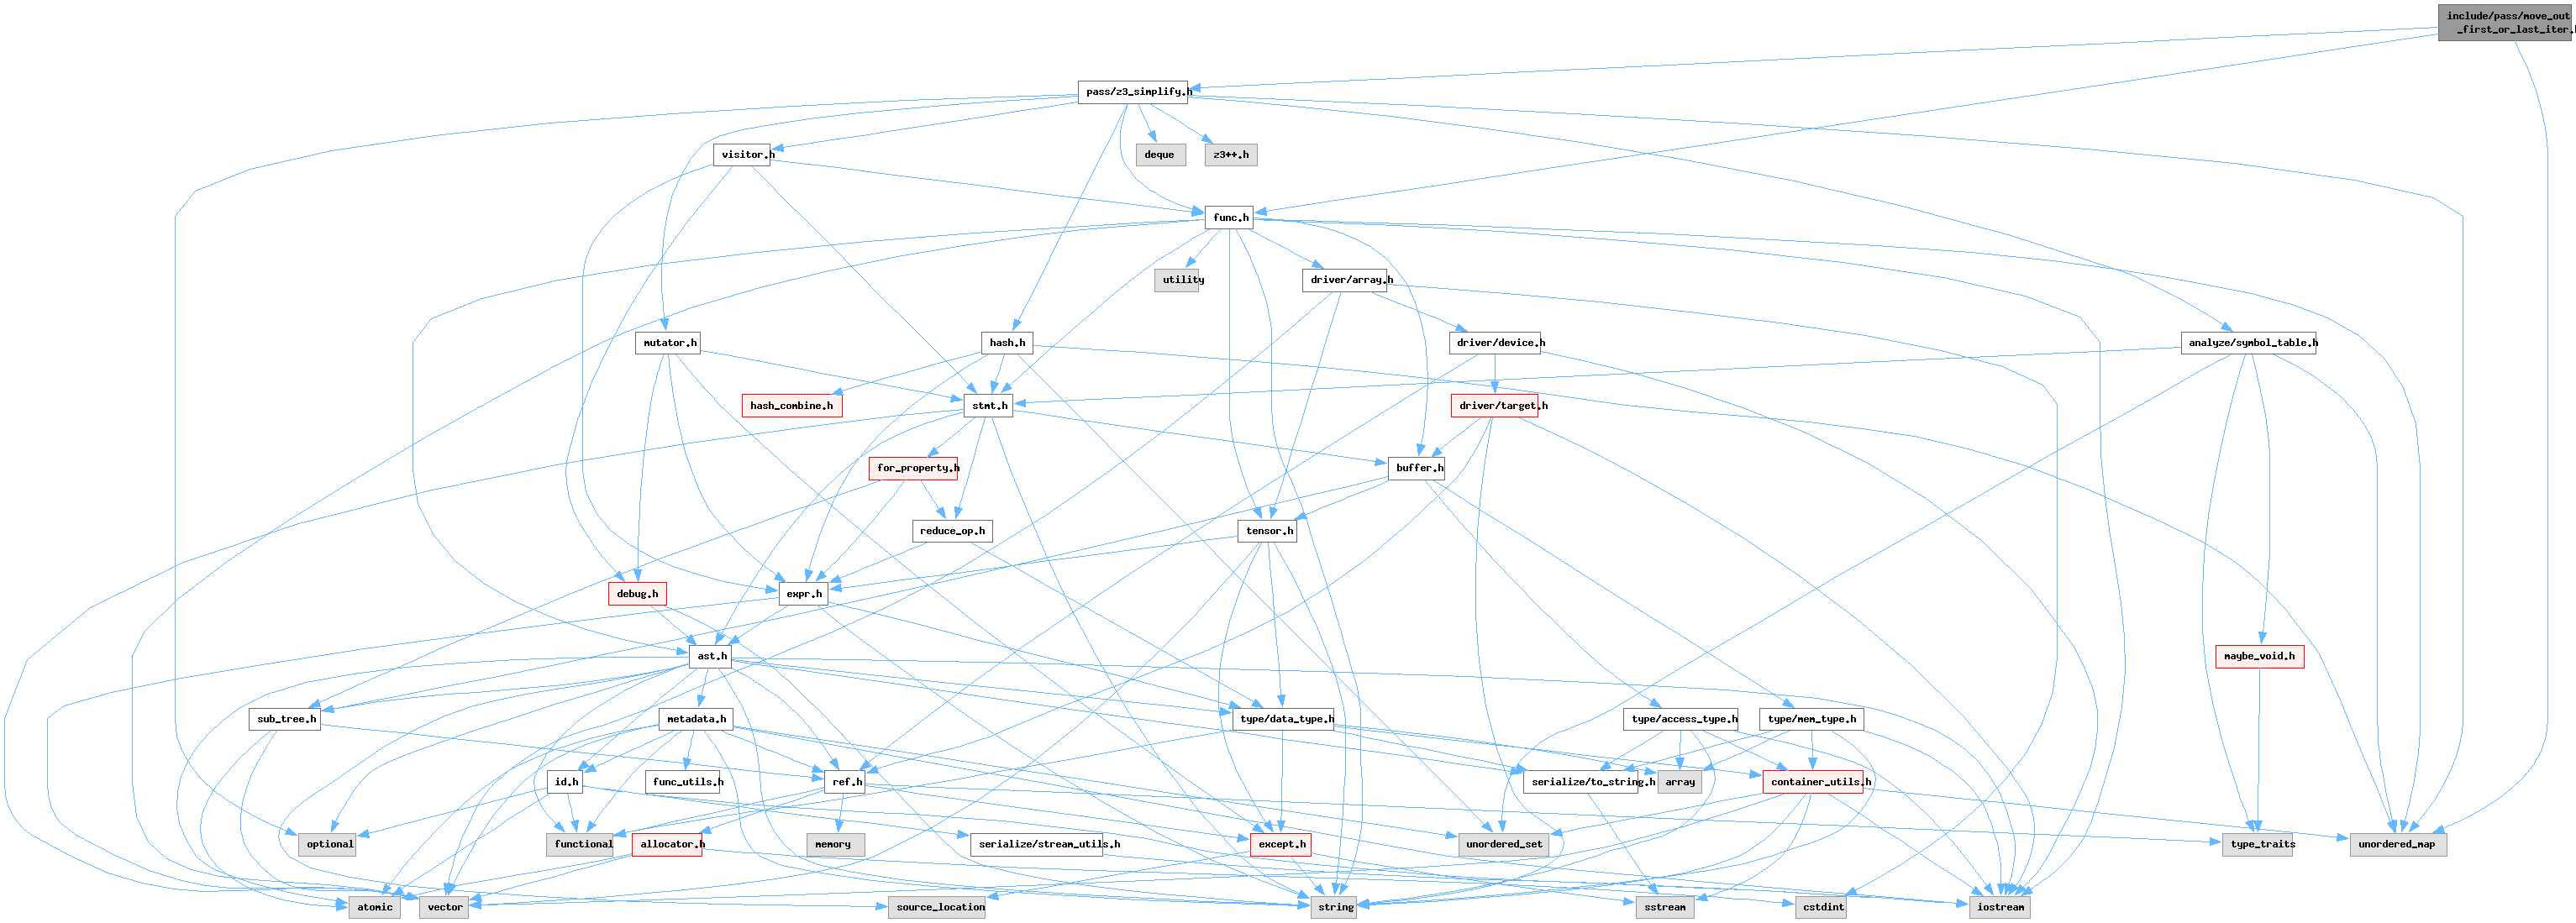 include/pass/move_out
_first_or_last_iter.h
pass/z3_simplify.h
visitor.h
deque
z3++.h
func.h
utility
driver/array.h
mutator.h
hash.h
driver/device.h
analyze/symbol_table.h
hash_combine.h
stmt.h
driver/target.h
for_property.h
buffer.h
reduce_op.h
tensor.h
debug.h
expr.h
ast.h
maybe_void.h
sub_tree.h
metadata.h
type/data_type.h
type/access_type.h
type/mem_type.h
id.h
func_utils.h
ref.h
serialize/to_string.h
array
container_utils.h
optional
functional
allocator.h
memory
serialize/stream_utils.h
except.h
unordered_set
type_traits
unordered_map
atomic
vector
source_location
string
sstream
cstdint
iostream